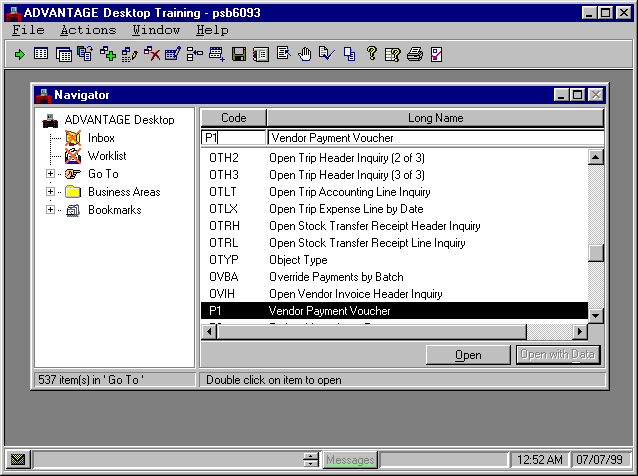 ADVANTAGE Desktop Training - psb6093
File Actions Window Help
Navigator
ADVANTAGE Desktop
Inbox
Worklist
Go To
Business Areas
Bookmarks
Code Long Name
P1 Vendor Payment Voucher
OTH2 Open Trip Header Inquiry (2 of 3)
OTH3 Open Trip Header Inquiry (3 of 3)
OTLT Open Trip Accounting Line Inquiry
OTLX Open Trip Expense Line by Date
OTRH Open Stock Transfer Receipt Header Inquiry
OTRL Open Stock Transfer Receipt Line Inquiry
OTYP Object Type
OVBA Override Payments by Batch
OVIH Open Vendor Invoice Header Inquiry
P1 Vendor Payment Voucher
Open Open with Data
537 item(s) in ' Go To ' Double click on item to open
Messages 12:52 AM 07/07/99